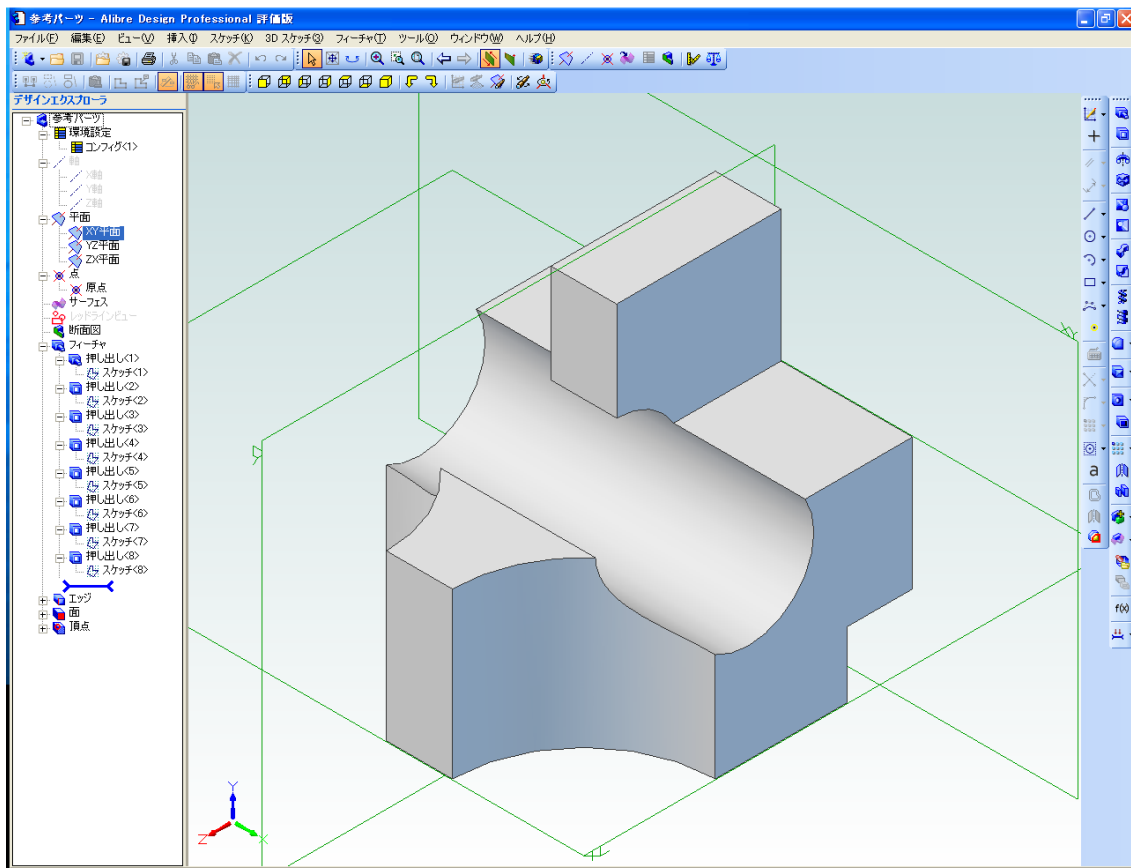 参考パーツ - Alibre Design Professional 評価版
ファイル(F) 編集(E) ビュー(V) 挿入(I) スケッチ(K) 3D スケッチ(3) フィーチャ(T) ツール(O) ウィンドウ(W) ヘルプ(H)
デザインエクスプローラ
参考パーツ
環境設定
コンフィグ<1>
軸
X軸
Y軸
Z軸
平面
XY平面
YZ平面
ZX平面
点
原点
サーフェス
レッドラインビュー
断面図
フィーチャ
押し出し<1>
スケッチ<1>
押し出し<2>
スケッチ<2>
押し出し<3>
スケッチ<3>
押し出し<4>
スケッチ<4>
押し出し<5>
スケッチ<5>
押し出し<6>
スケッチ<6>
押し出し<7>
スケッチ<7>
押し出し<8>
スケッチ<8>
エッジ
面
頂点
XY
a
f(x)
Y
Z
X